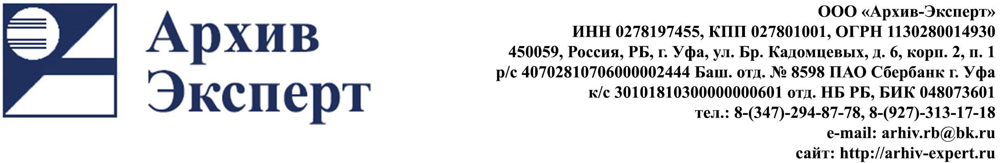 Архив
Эксперт
ООО «Архив-Эксперт»
ИНН 0278197455, КПП 027801001, ОГРН 1130280014930
450059, Россия, РБ, г. Уфа, ул. Бр. Кадомцевых, д. 6, корп. 2, п. 1
р/с 40702810706000002444 Баш. отд. № 8598 ПАО Сбербанк г. Уфа
к/с 30101810300000000601 отд. НБ РБ, БИК 048073601
тел.: 8-(347)-294-87-78, 8-(927)-313-17-18
e-mail: arhiv.rb@bk.ru
сайт: http://arhiv-expert.ru